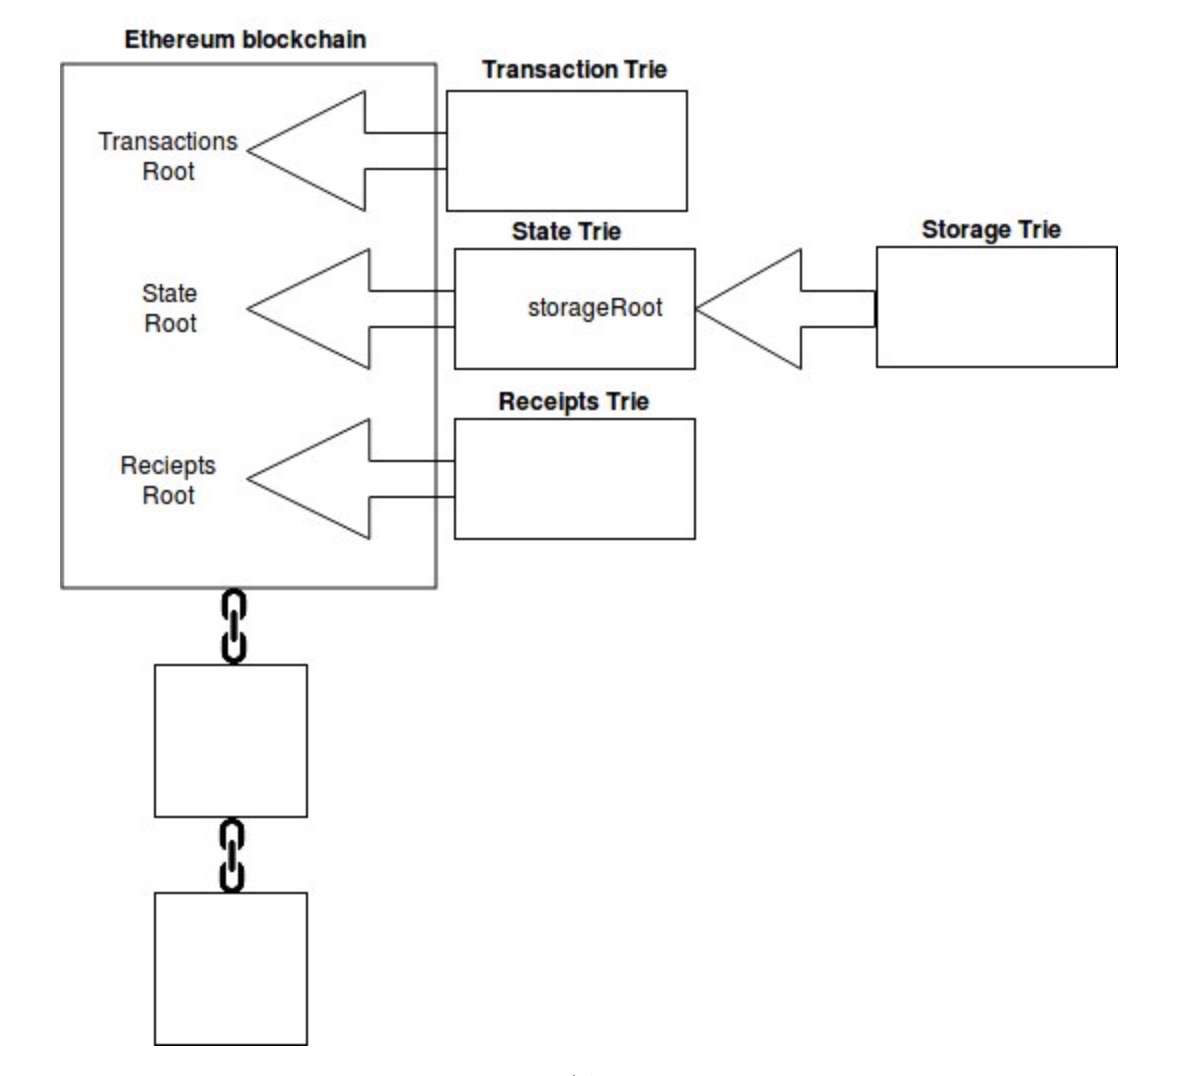 Ethereum blockchain
Transaction Trie
Transactions
Root
State Trie
Storage Trie
State
Root
storageRoot
Receipts Trie
Reciepts
Root